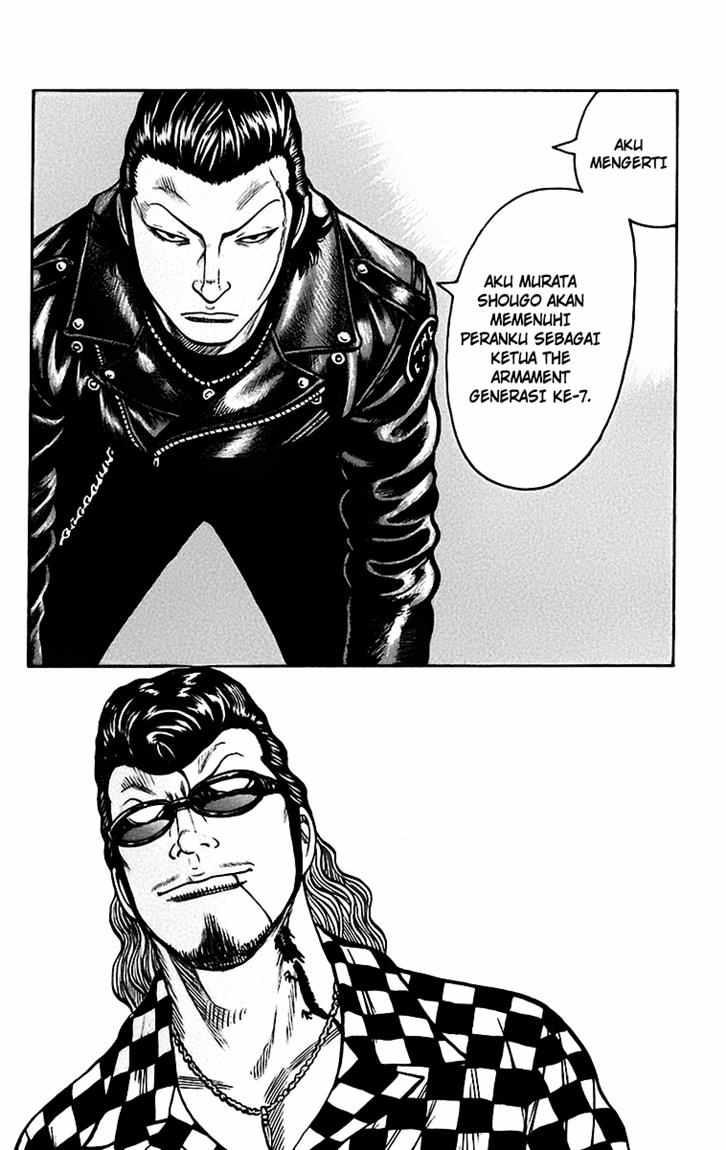 AKU
MENGERTI
AKU MURATA
SHOUGO AKAN
MEMENUHI
PERANKU SEBAGAI
KETUA THE
ARMAMENT
GENERASI KE-7.